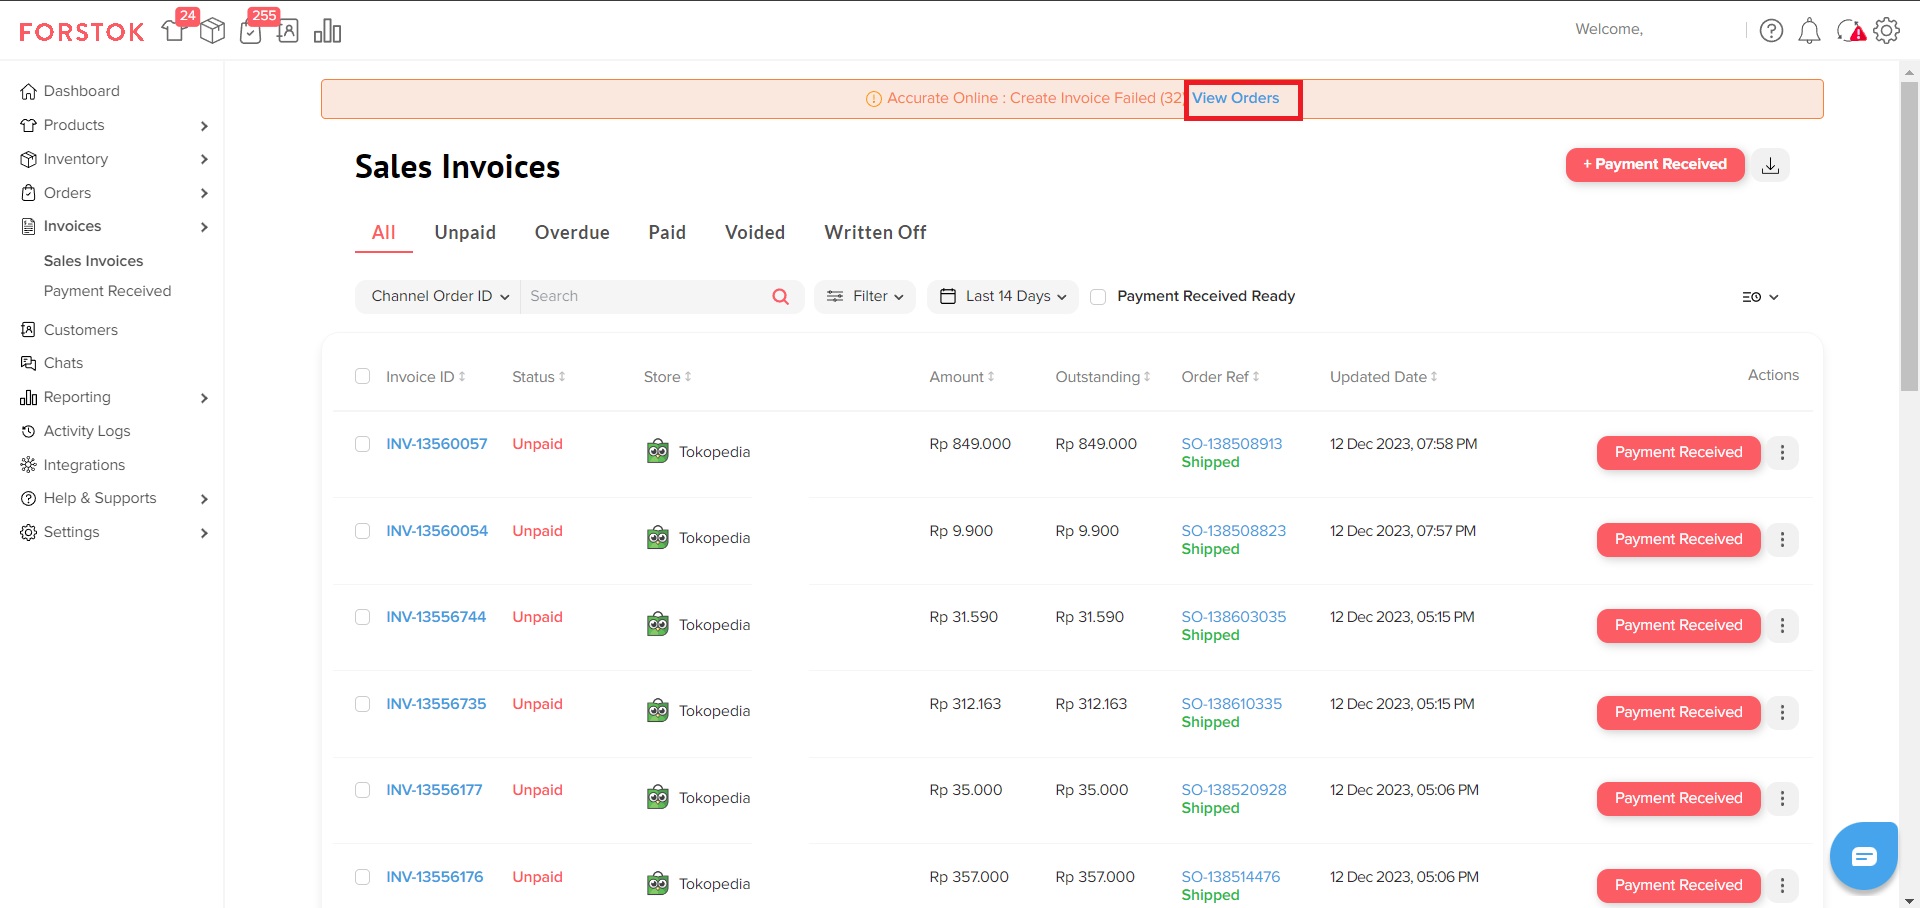 FORSTOK 24 255 Welcome,
Dashboard
Products
Inventory
Orders
Invoices
Sales Invoices
Payment Received
Customers
Chats
Reporting
Activity Logs
Integrations
Help & Supports
Settings
Accurate Online : Create Invoice Failed (32) View Orders
Sales Invoices + Payment Received
All Unpaid Overdue Paid Voided Written Off
Channel Order ID Search Filter Last 14 Days Payment Received Ready
Invoice ID Status Store Amount Outstanding Order Ref Updated Date Actions
INV-13560057 Unpaid Tokopedia Rp 849.000 Rp 849.000 SO-138508913 12 Dec 2023, 07:58 PM Payment Received
Shipped
INV-13560054 Unpaid Tokopedia Rp 9.900 Rp 9.900 SO-138508823 12 Dec 2023, 07:57 PM Payment Received
Shipped
INV-13556744 Unpaid Tokopedia Rp 31.590 Rp 31.590 SO-138603035 12 Dec 2023, 05:15 PM Payment Received
Shipped
INV-13556735 Unpaid Tokopedia Rp 312.163 Rp 312.163 SO-138610335 12 Dec 2023, 05:15 PM Payment Received
Shipped
INV-13556177 Unpaid Tokopedia Rp 35.000 Rp 35.000 SO-138520928 12 Dec 2023, 05:06 PM Payment Received
Shipped
INV-13556176 Unpaid Tokopedia Rp 357.000 Rp 357.000 SO-138514476 12 Dec 2023, 05:06 PM Payment Received
Shipped